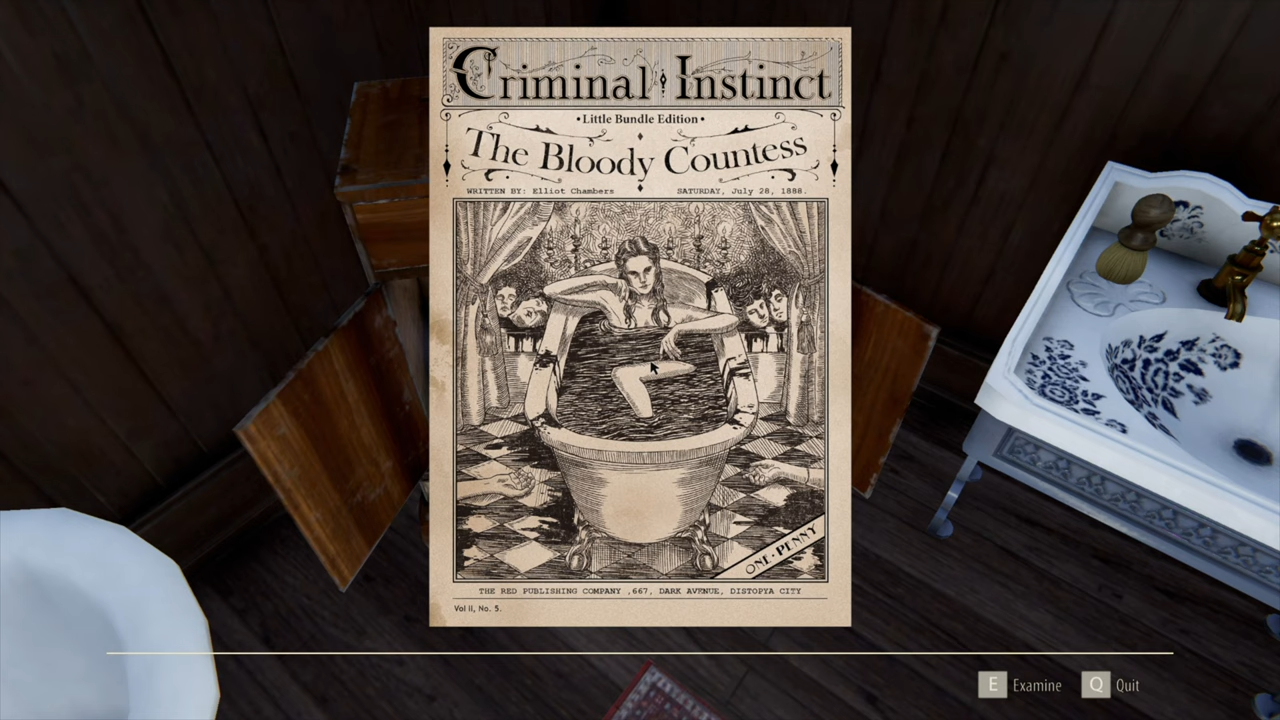 Criminal Instinct
•Little Bundle Edition•
The Bloody Countess
WRITTEN BY: Elliot Chambers
SATURDAY, July 28, 1888.
ONE•PENNY
THE RED PUBLISHING COMPANY ,667, DARK AVENUE, DISTOPYA CITY
Vol II, No. 5.
E Examine
Q Quit